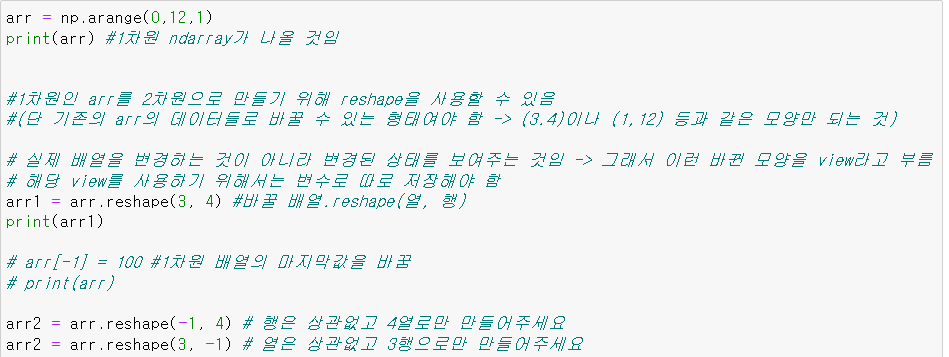 arr = np.arange(0,12,1)
print(arr) #1차원 ndarray가 나올 것임
#1차원인 arr를 2차원으로 만들기 위해 reshape을 사용할 수 있음
#(단 기존의 arr의 데이터들로 바꿀 수 있는 형태여야 함 -> (3.4)이나 (1,12) 등과 같은 모양만 되는 것)
# 실제 배열을 변경하는 것이 아니라 변경된 상태를 보여주는 것임 -> 그래서 이런 바뀐 모양을 view라고 부름
# 해당 view를 사용하기 위해서는 변수로 따로 저장해야 함
arr1 = arr.reshape(3, 4) #바꿀 배열.reshape(열, 행)
print(arr1)
# arr[-1] = 100 #1차원 배열의 마지막값을 바꿈
# print(arr)
arr2 = arr.reshape(-1, 4) # 행은 상관없고 4열로만 만들어주세요
arr2 = arr.reshape(3, -1) # 열은 상관없고 3행으로만 만들어주세요